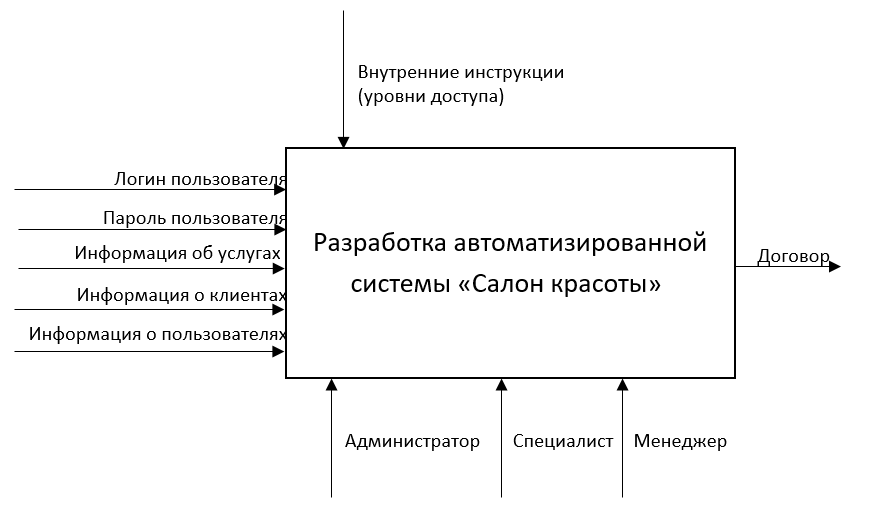 Внутренние инструкции
(уровни доступа)
Логин пользователя
Пароль пользователя
Информация об услугах
Информация о клиентах
Информация о пользователях
Разработка автоматизированной
системы «Салон красоты»
Договор
Администратор
Специалист
Менеджер